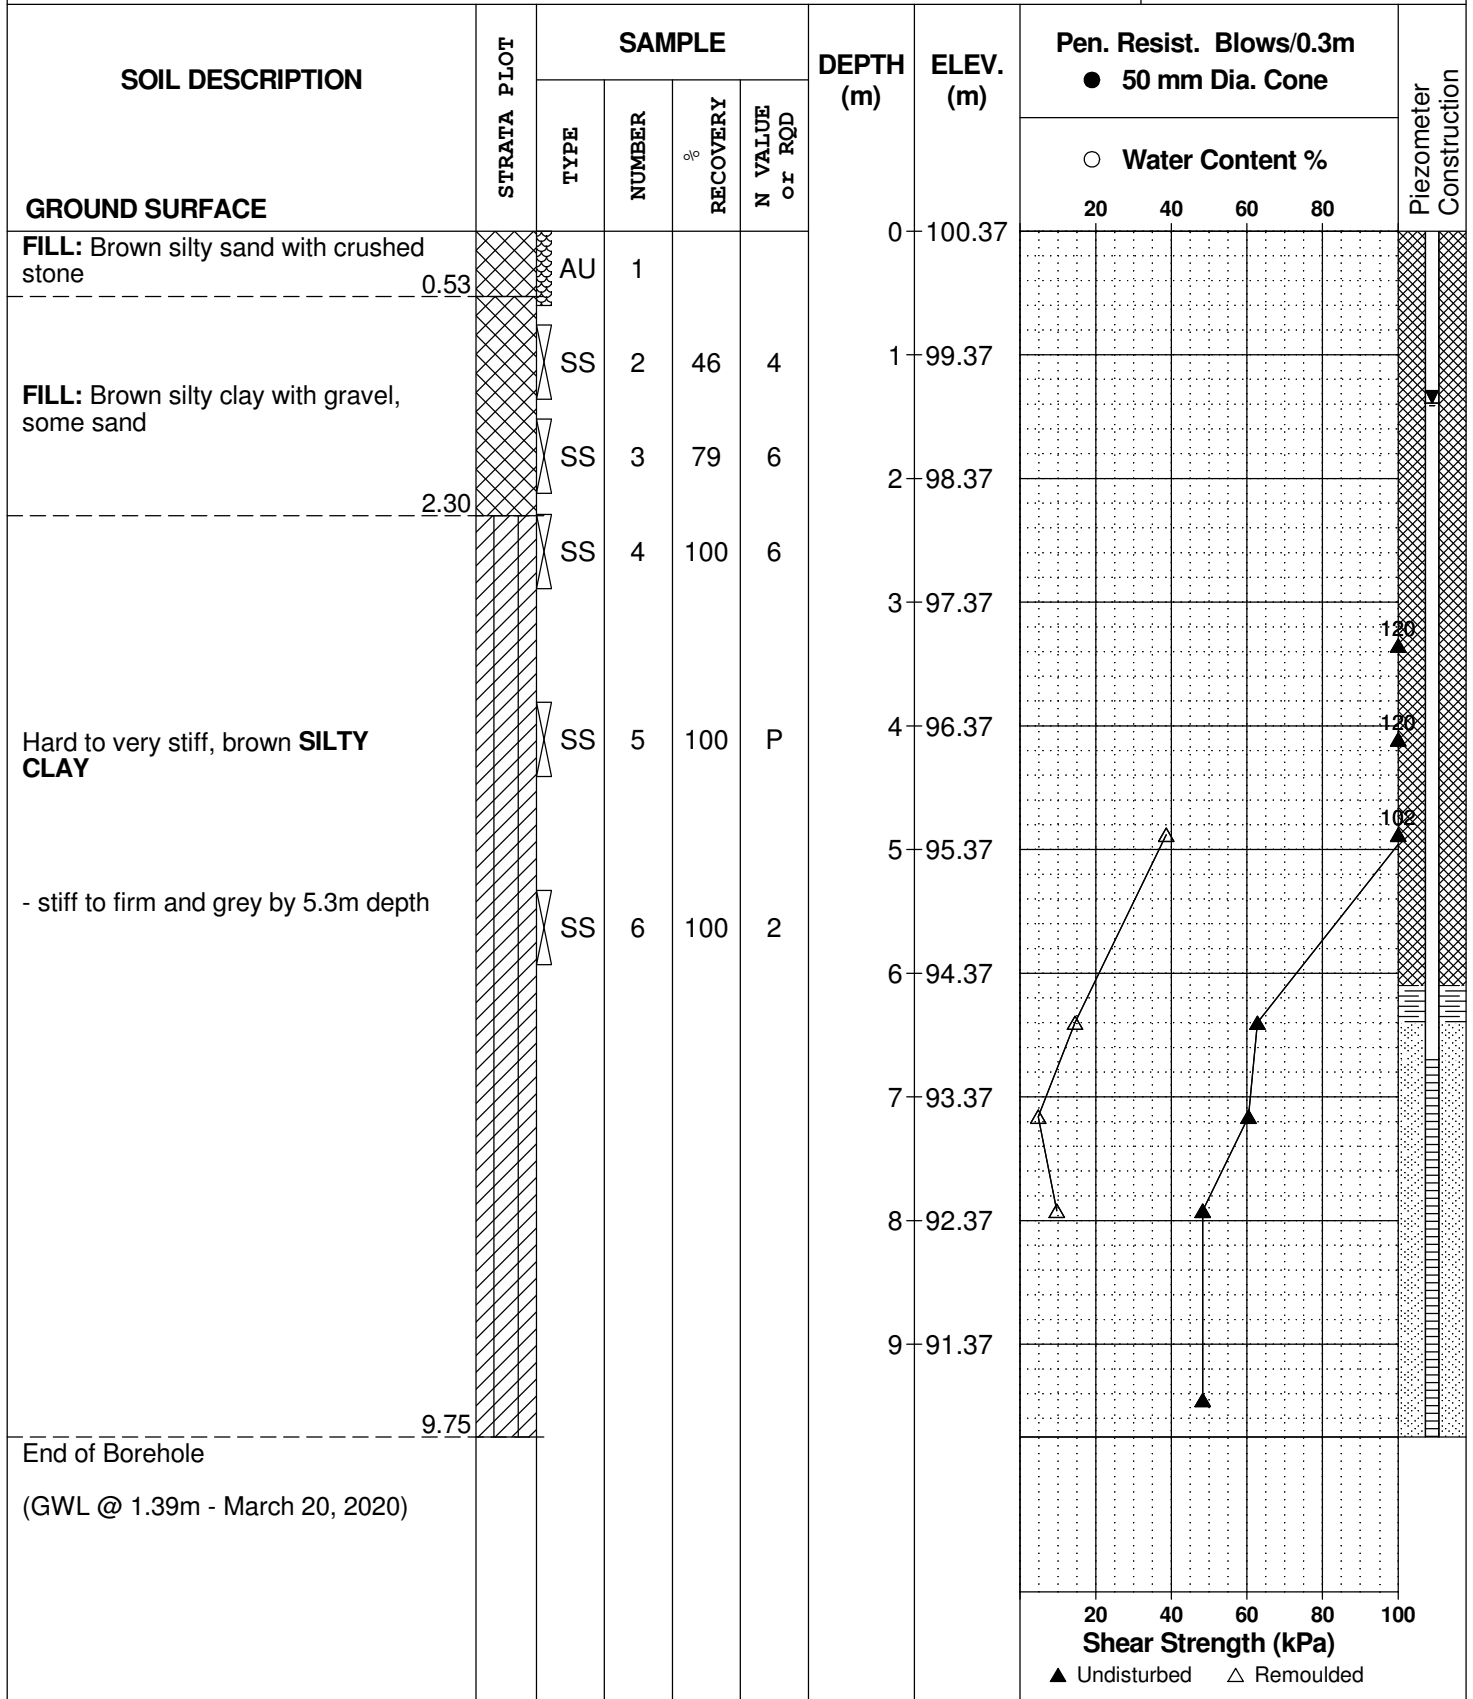 SOIL DESCRIPTION
GROUND SURFACE
STRATA PLOT
SAMPLE
TYPE
NUMBER
% RECOVERY
N VALUE or RQD
DEPTH (m)
ELEV. (m)
Pen. Resist. Blows/0.3m
● 50 mm Dia. Cone
○ Water Content %
20 40 60 80
Piezometer
Construction
0 100.37
FILL: Brown silty sand with crushed
stone
0.53
AU 1
1 99.37
SS 2 46 4
FILL: Brown silty clay with gravel,
some sand
SS 3 79 6
2 98.37
2.30
SS 4 100 6
3 97.37
120
4 96.37
120
Hard to very stiff, brown SILTY
CLAY
SS 5 100 P
102
5 95.37
- stiff to firm and grey by 5.3m depth
SS 6 100 2
6 94.37
7 93.37
8 92.37
9 91.37
9.75
End of Borehole
(GWL @ 1.39m - March 20, 2020)
20 40 60 80 100
Shear Strength (kPa)
▲ Undisturbed △ Remoulded